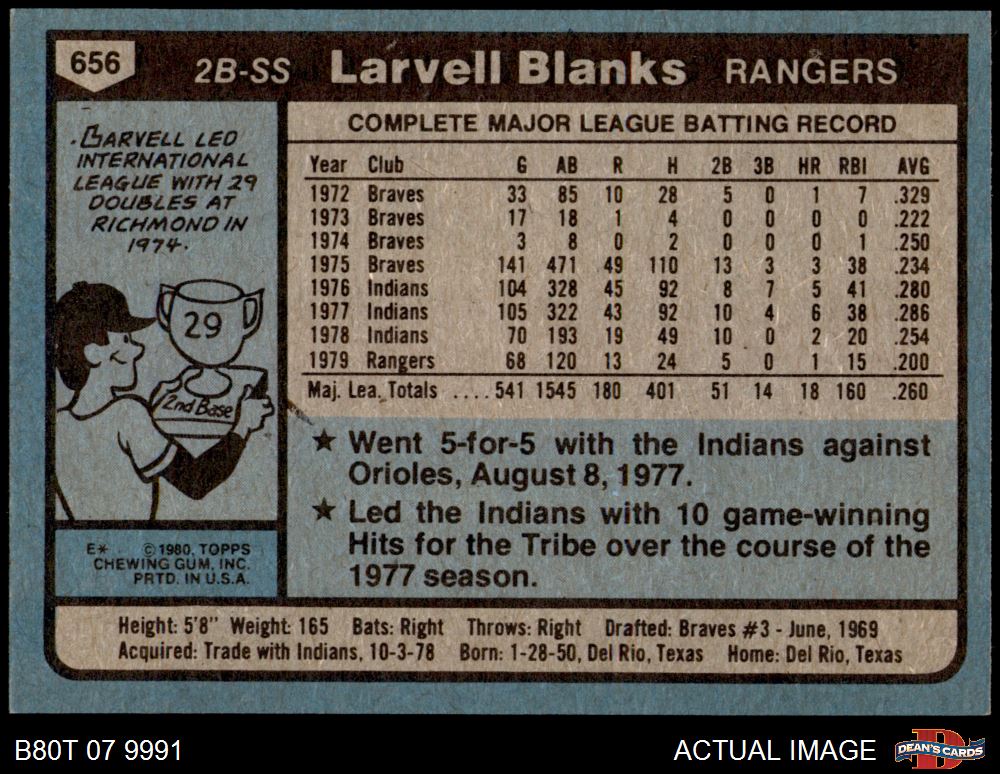 656
2B-SS Larvell Blanks RANGERS
·LARVELL LED
INTERNATIONAL
LEAGUE WITH 29
DOUBLES AT
RICHMOND IN
1974.
29
2nd Base
E* ©1980, TOPPS
CHEWING GUM, INC.
PRTD. IN U.S.A.
COMPLETE MAJOR LEAGUE BATTING RECORD
Year Club G AB R H 2B 3B HR RBI AVG
1972 Braves 33 85 10 28 5 0 1 7 .329
1973 Braves 17 18 1 4 0 0 0 0 .222
1974 Braves 3 8 0 2 0 0 0 1 .250
1975 Braves 141 471 49 110 13 3 3 38 .234
1976 Indians 104 328 45 92 8 7 5 41 .280
1977 Indians 105 322 43 92 10 4 6 38 .286
1978 Indians 70 193 19 49 10 0 2 20 .254
1979 Rangers 68 120 13 24 5 0 1 15 .200
Maj. Lea. Totals ....541 1545 180 401 51 14 18 160 .260
★ Went 5-for-5 with the Indians against
Orioles, August 8, 1977.
★ Led the Indians with 10 game-winning
Hits for the Tribe over the course of the
1977 season.
Height: 5'8" Weight: 165 Bats: Right Throws: Right Drafted: Braves #3 - June, 1969
Acquired: Trade with Indians, 10-3-78 Born: 1-28-50, Del Rio, Texas Home: Del Rio, Texas
B80T 07 9991
ACTUAL IMAGE
D
DEAN'S CARDS